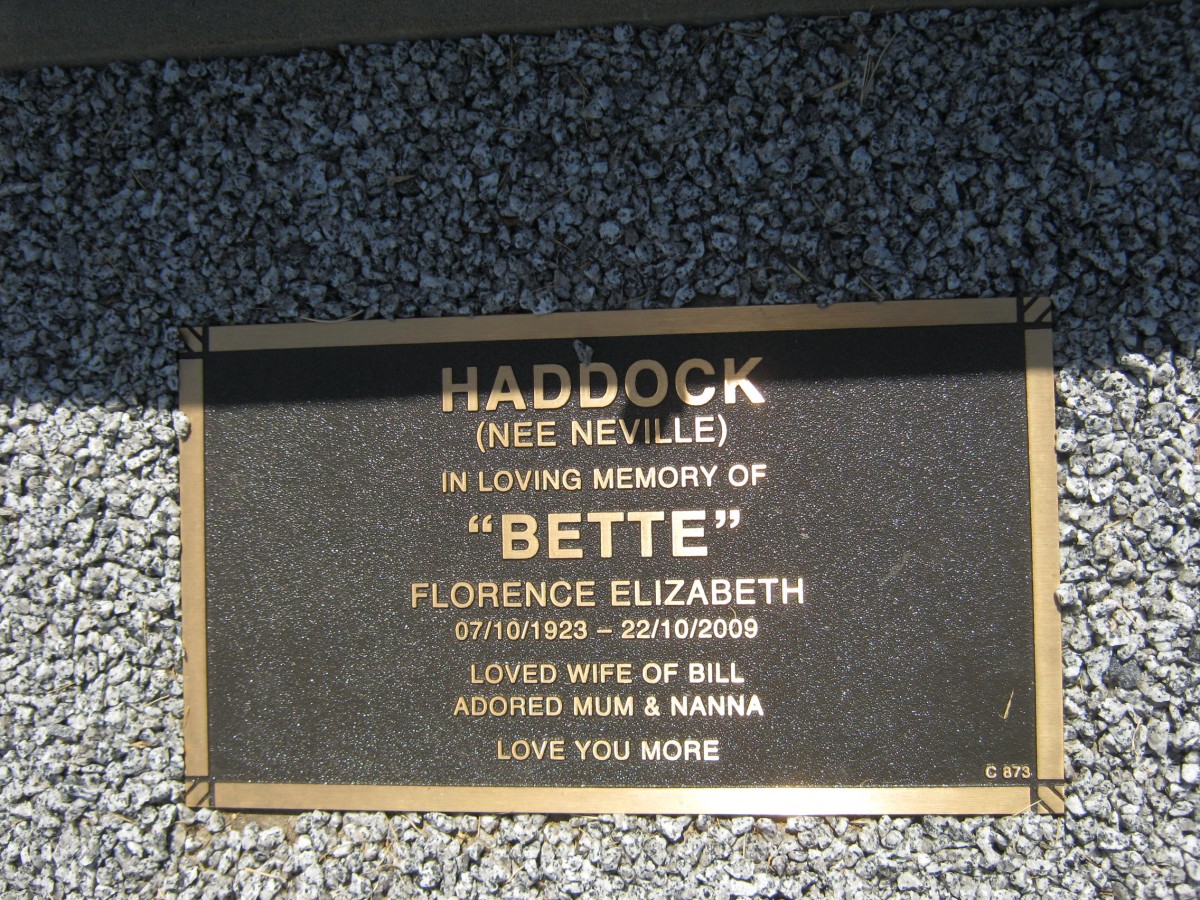 HADDOCK
(NEE NEVILLE)
IN LOVING MEMORY OF
“BETTE”
FLORENCE ELIZABETH
07/10/1923 – 22/10/2009
LOVED WIFE OF BILL
ADORED MUM & NANNA
LOVE YOU MORE
C 873